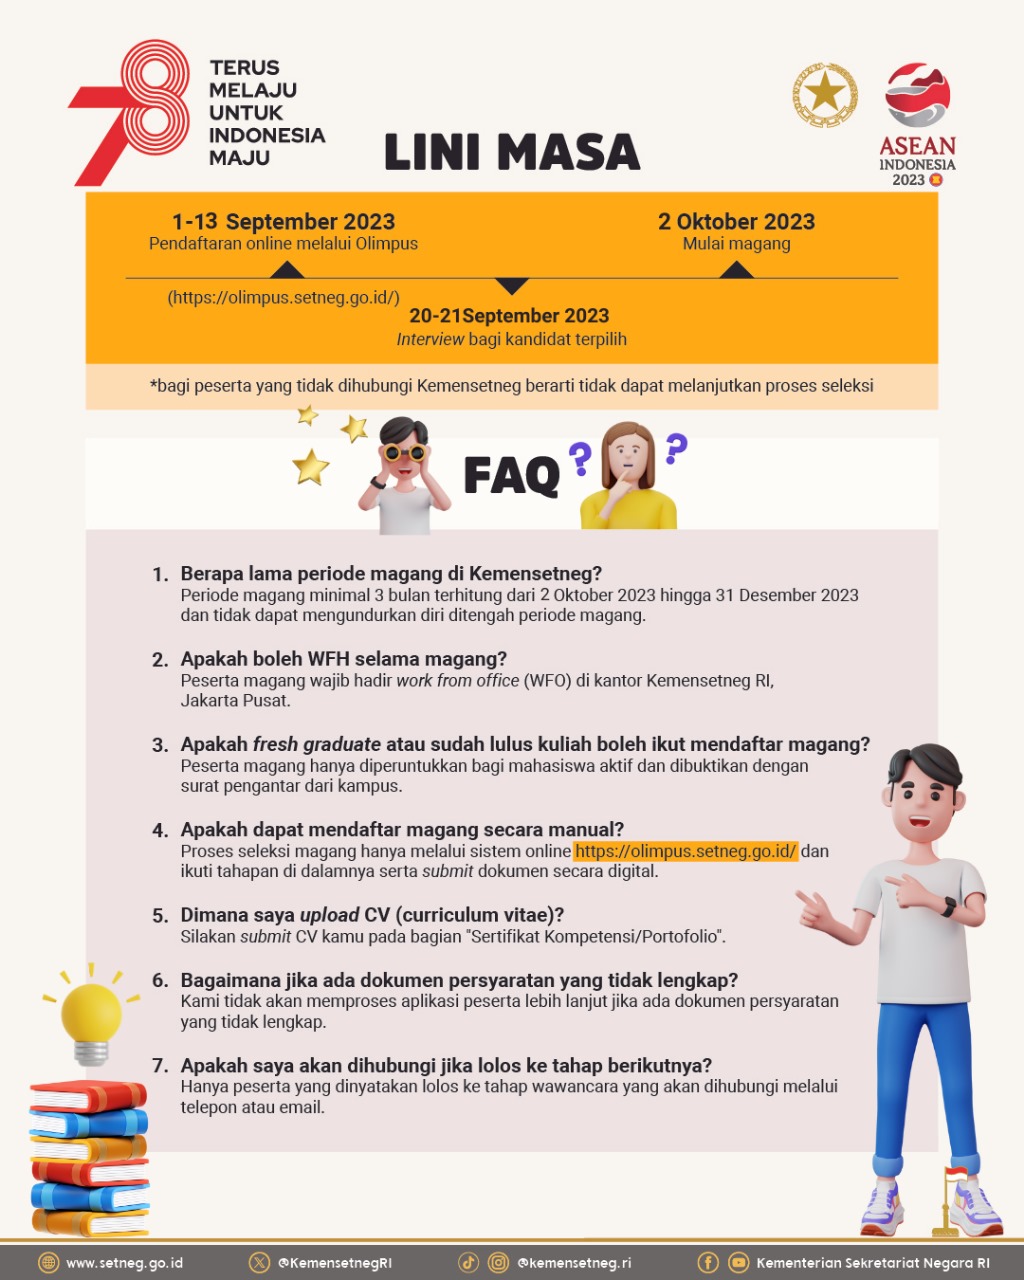 78
TERUS
MELAJU
UNTUK
INDONESIA
MAJU
LINI MASA
ASEAN
INDONESIA
2023
1-13 September 2023
Pendaftaran online melalui Olimpus
(https://olimpus.setneg.go.id/)
20-21September 2023
Interview bagi kandidat terpilih
2 Oktober 2023
Mulai magang
*bagi peserta yang tidak dihubungi Kemensetneg berarti tidak dapat melanjutkan proses seleksi
FAQ
? ?
1. Berapa lama periode magang di Kemensetneg?
Periode magang minimal 3 bulan terhitung dari 2 Oktober 2023 hingga 31 Desember 2023
dan tidak dapat mengundurkan diri ditengah periode magang.
2. Apakah boleh WFH selama magang?
Peserta magang wajib hadir work from office (WFO) di kantor Kemensetneg RI,
Jakarta Pusat.
3. Apakah fresh graduate atau sudah lulus kuliah boleh ikut mendaftar magang?
Peserta magang hanya diperuntukkan bagi mahasiswa aktif dan dibuktikan dengan
surat pengantar dari kampus.
4. Apakah dapat mendaftar magang secara manual?
Proses seleksi magang hanya melalui sistem online https://olimpus.setneg.go.id/ dan
ikuti tahapan di dalamnya serta submit dokumen secara digital.
5. Dimana saya upload CV (curriculum vitae)?
Silakan submit CV kamu pada bagian "Sertifikat Kompetensi/Portofolio".
6. Bagaimana jika ada dokumen persyaratan yang tidak lengkap?
Kami tidak akan memproses aplikasi peserta lebih lanjut jika ada dokumen persyaratan
yang tidak lengkap.
7. Apakah saya akan dihubungi jika lolos ke tahap berikutnya?
Hanya peserta yang dinyatakan lolos ke tahap wawancara yang akan dihubungi melalui
telepon atau email.
www.setneg.go.id @KemensetnegRI @kemensetneg.ri Kementerian Sekretariat Negara RI